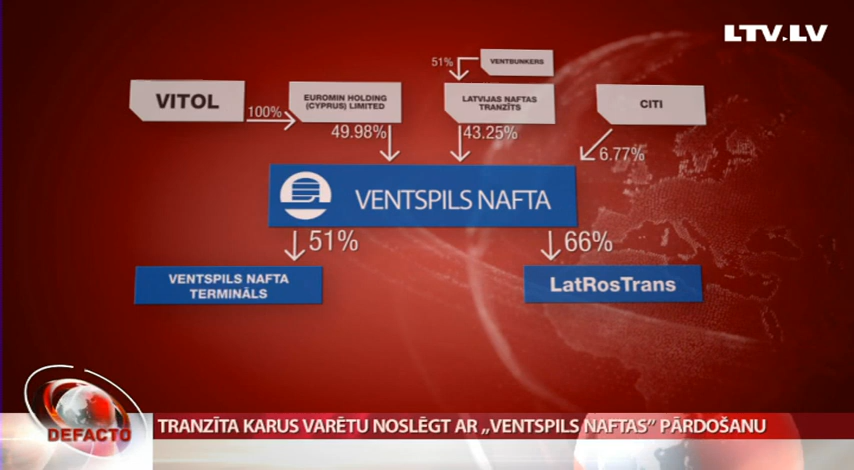 LTV.LV
51%
VENTBUNKERS
VITOL
100%
EUROMIN HOLDING
(CYPRUS) LIMITED
LATVIJAS NAFTAS
TRANZĪTS
CITI
49.98%
43.25%
6.77%
VENTSPILS NAFTA
51%
66%
VENTSPILS NAFTA
TERMINĀLS
LatRosTrans
DEFACTO
TRANZĪTA KARUS VARĒTU NOSLĒGT AR „VENTSPILS NAFTAS” PĀRDOŠANU